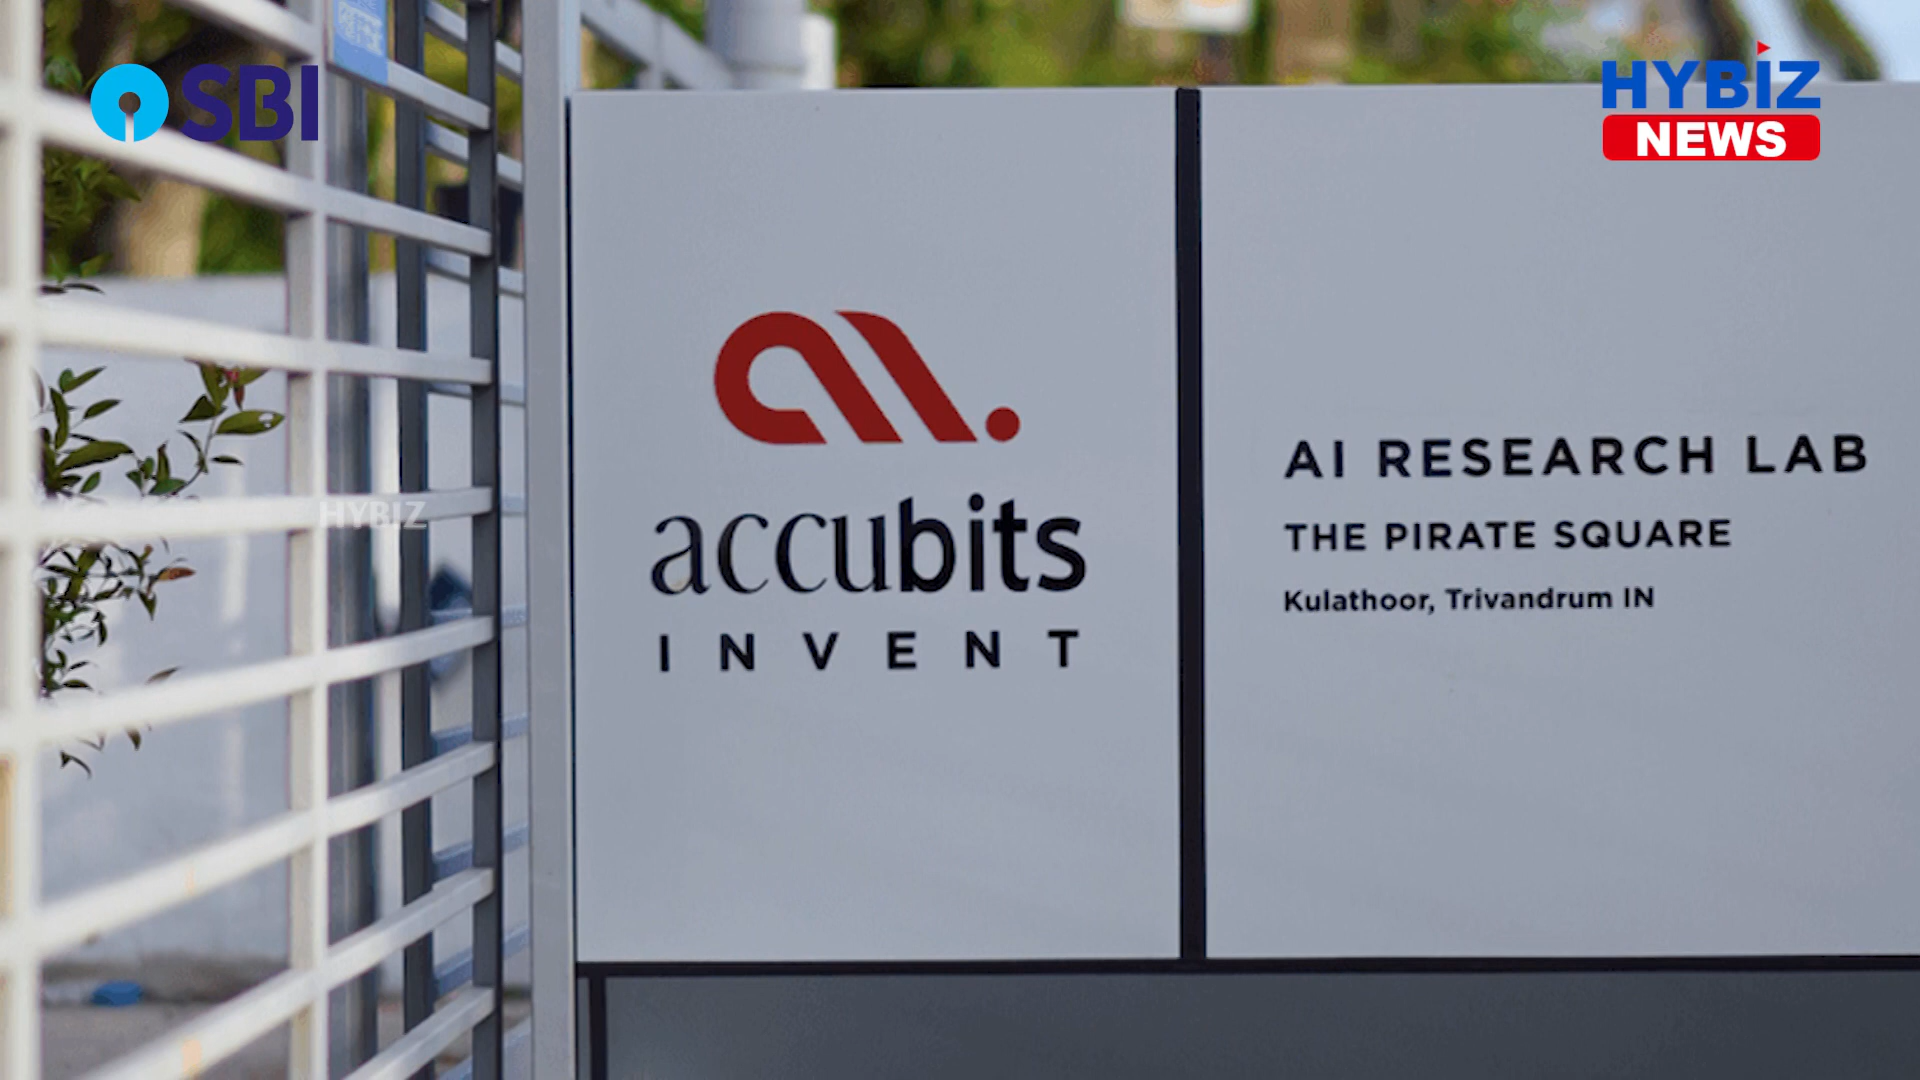 SBI
HYBIZ
NEWS
accubits
INVENT
AI RESEARCH LAB
THE PIRATE SQUARE
Kulathoor, Trivandrum IN
HYBIZ